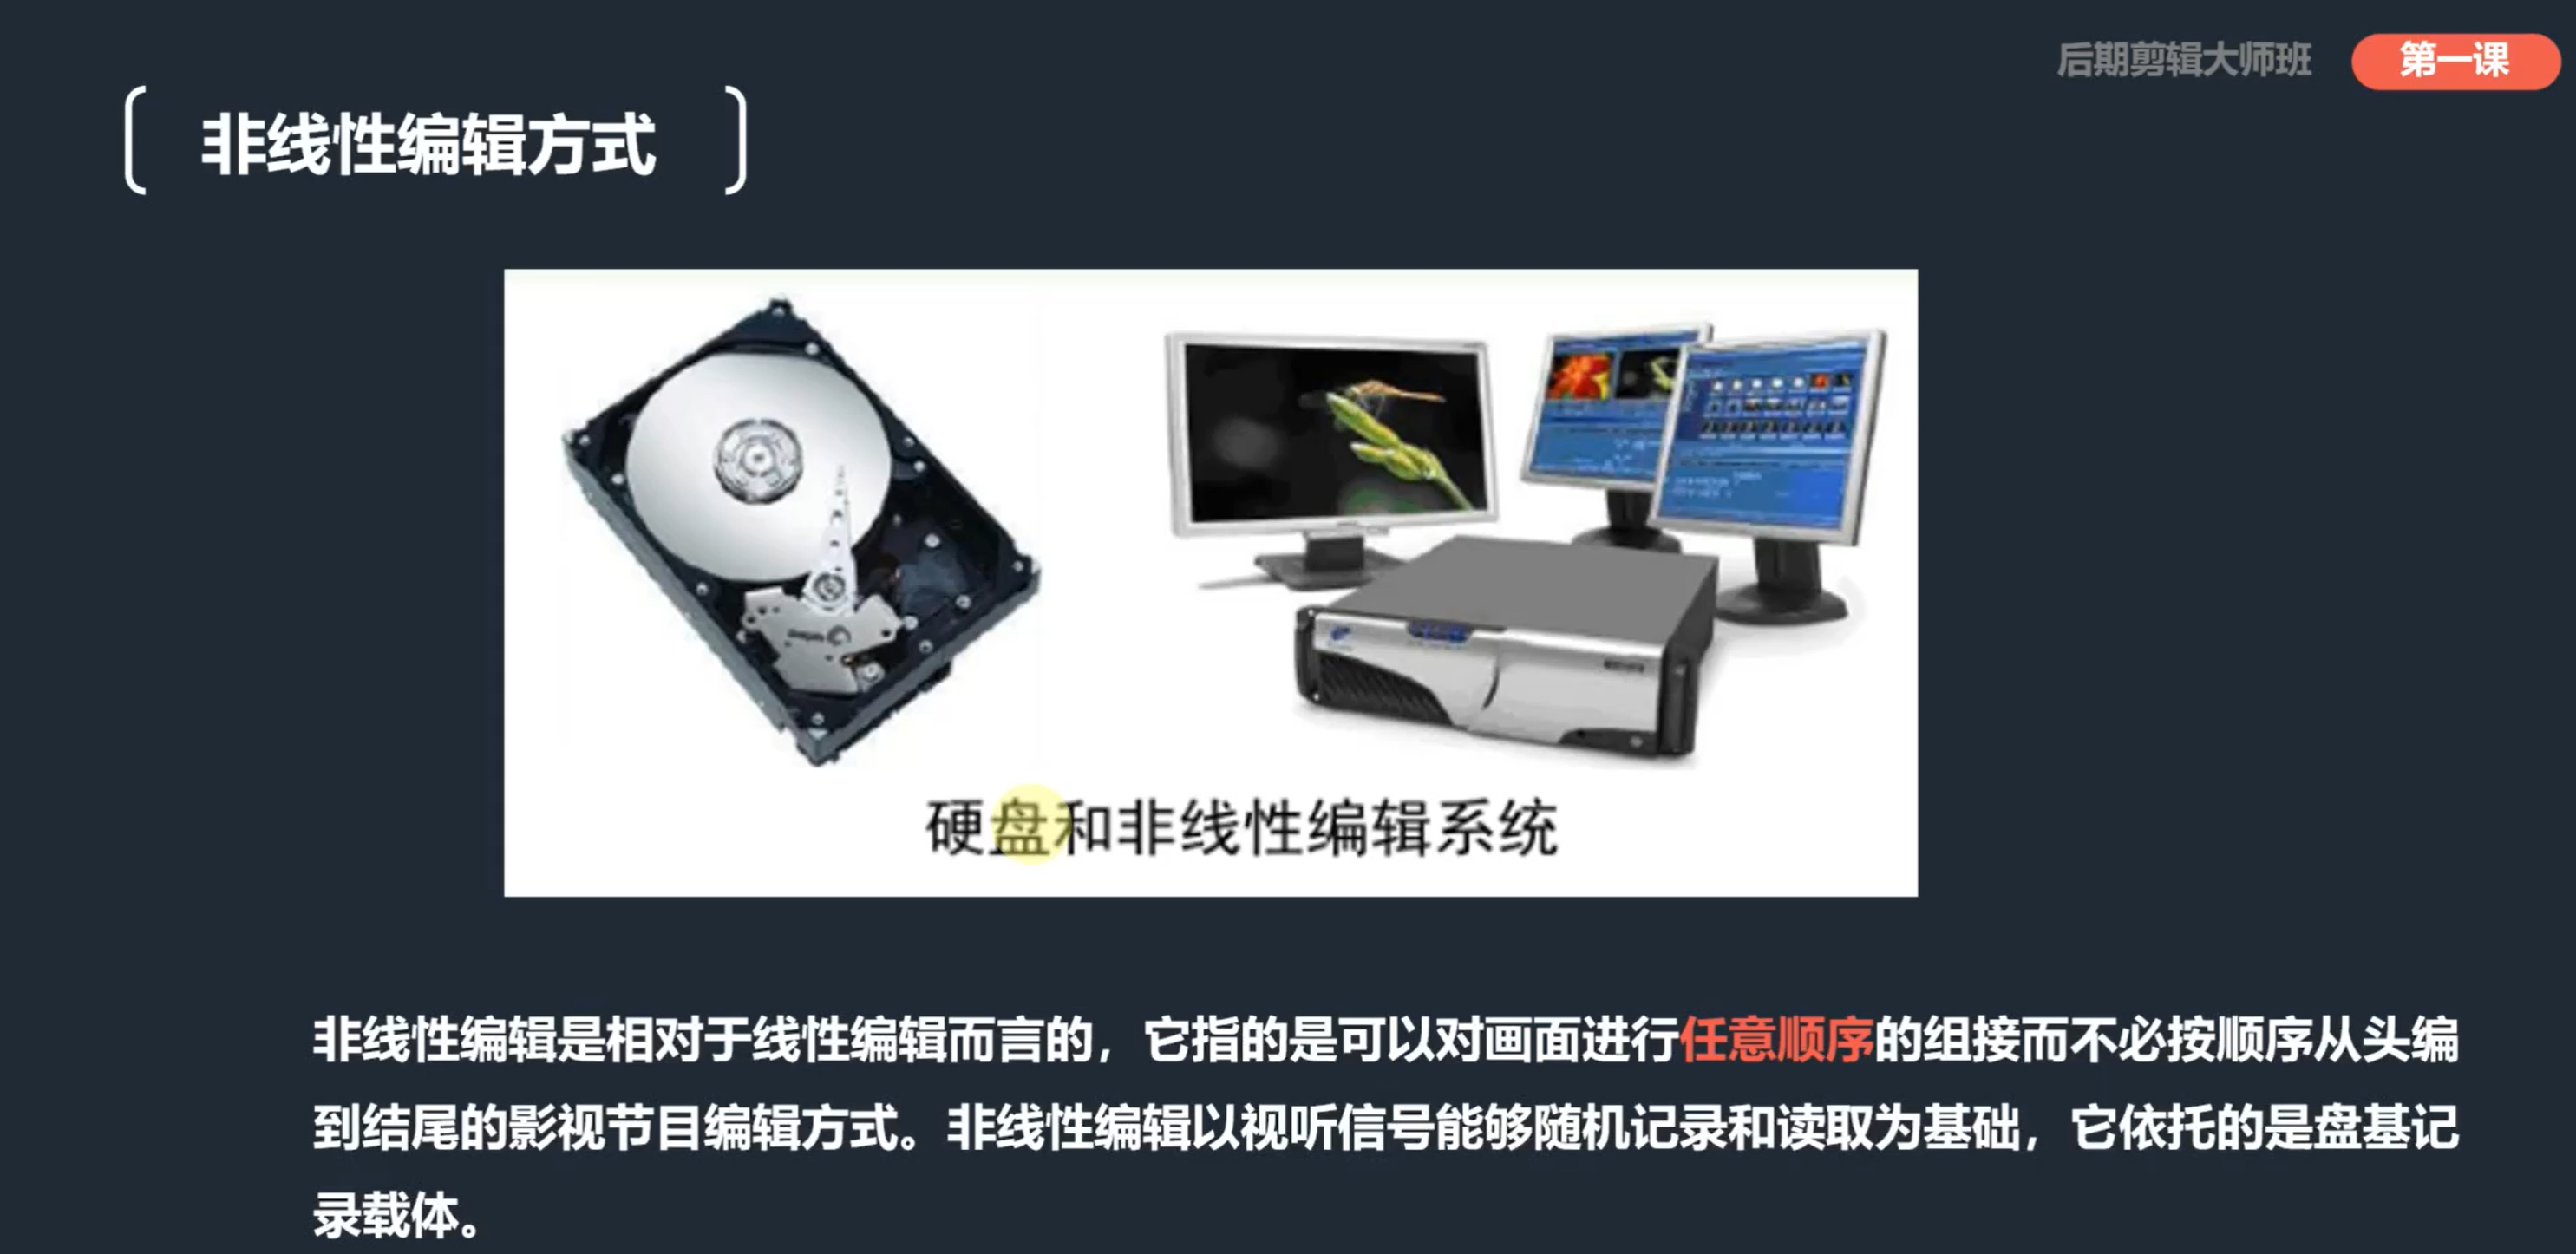 后期剪辑大师班
第一课
非线性编辑方式
硬盘和非线性编辑系统
非线性编辑是相对于线性编辑而言的，它指的是可以对画面进行任意顺序的组接而不必按顺序从头编
到结尾的影视节目编辑方式。非线性编辑以视听信号能够随机记录和读取为基础，它依托的是盘基记
录载体。